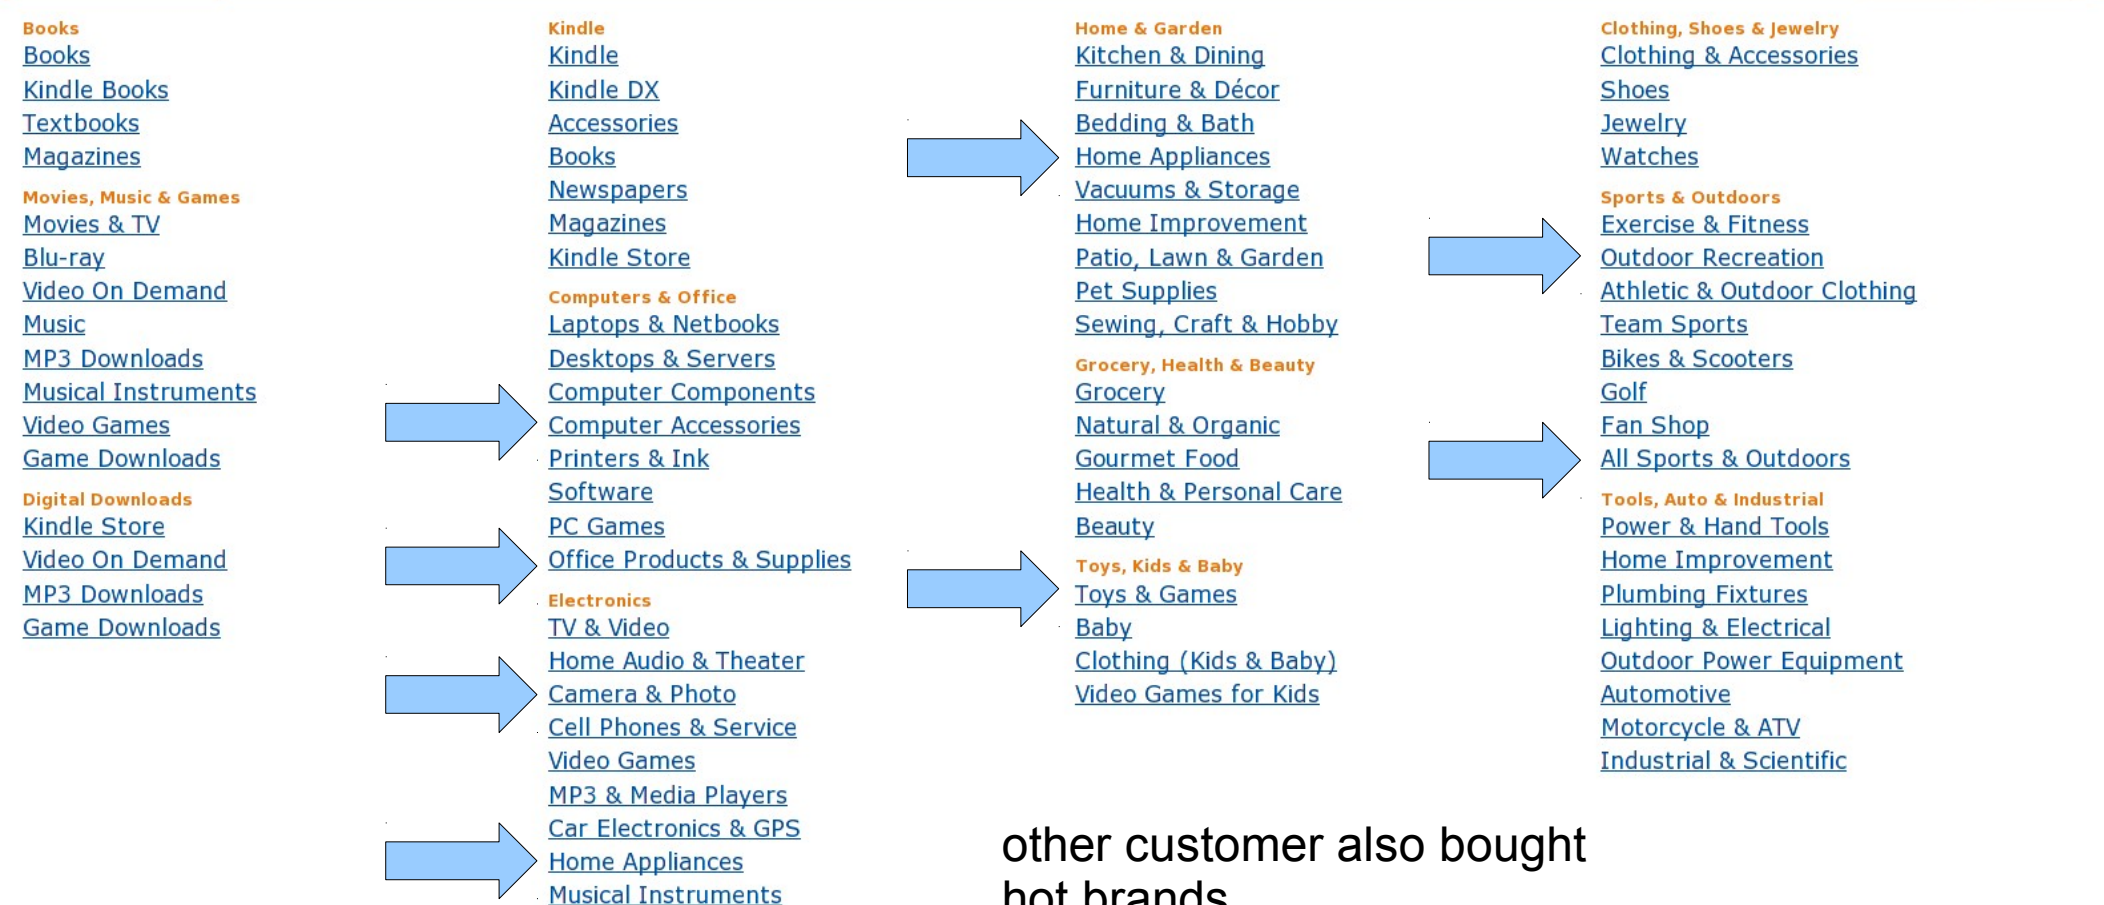 Books
Books
Kindle Books
Textbooks
Magazines
Movies, Music & Games
Movies & TV
Blu-ray
Video On Demand
Music
MP3 Downloads
Musical Instruments
Video Games
Game Downloads
Digital Downloads
Kindle Store
Video On Demand
MP3 Downloads
Game Downloads
Kindle
Kindle
Kindle DX
Accessories
Books
Newspapers
Magazines
Kindle Store
Computers & Office
Laptops & Netbooks
Desktops & Servers
Computer Components
Computer Accessories
Printers & Ink
Software
PC Games
Office Products & Supplies
Electronics
TV & Video
Home Audio & Theater
Camera & Photo
Cell Phones & Service
Video Games
MP3 & Media Players
Car Electronics & GPS
Home Appliances
Musical Instruments
Home & Garden
Kitchen & Dining
Furniture & Décor
Bedding & Bath
Home Appliances
Vacuums & Storage
Home Improvement
Patio, Lawn & Garden
Pet Supplies
Sewing, Craft & Hobby
Grocery, Health & Beauty
Grocery
Natural & Organic
Gourmet Food
Health & Personal Care
Beauty
Toys, Kids & Baby
Toys & Games
Baby
Clothing (Kids & Baby)
Video Games for Kids
Clothing, Shoes & Jewelry
Clothing & Accessories
Shoes
Jewelry
Watches
Sports & Outdoors
Exercise & Fitness
Outdoor Recreation
Athletic & Outdoor Clothing
Team Sports
Bikes & Scooters
Golf
Fan Shop
All Sports & Outdoors
Tools, Auto & Industrial
Power & Hand Tools
Home Improvement
Plumbing Fixtures
Lighting & Electrical
Outdoor Power Equipment
Automotive
Motorcycle & ATV
Industrial & Scientific
other customer also bought
hot brands